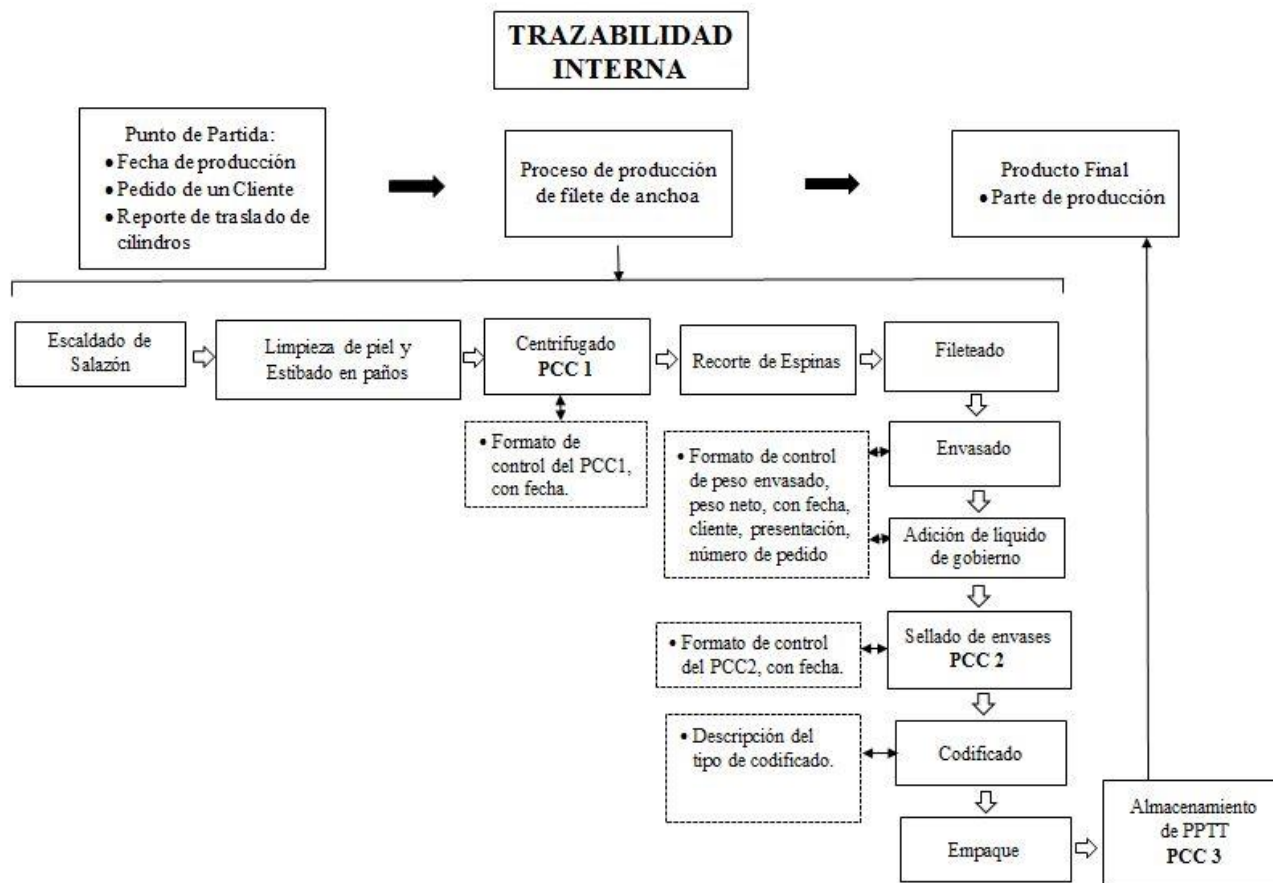 TRAZABILIDAD
INTERNA
Punto de Partida:
• Fecha de producción
• Pedido de un Cliente
• Reporte de traslado de
cilindros
Proceso de producción
de filete de anchoa
Producto Final
• Parte de producción
Escaldado de
Salazón
Limpieza de piel y
Estibado en paños
Centrifugado
PCC 1
Recorte de Espinas
Fileteado
• Formato de
control del PCC1,
con fecha.
• Formato de control
de peso envasado,
peso neto, con fecha,
cliente, presentación,
número de pedido
Envasado
Adición de líquido
de gobierno
• Formato de control
del PCC2, con fecha.
Sellado de envases
PCC 2
• Descripción del
tipo de codificado.
Codificado
Empaque
Almacenamiento
de PPTT
PCC 3